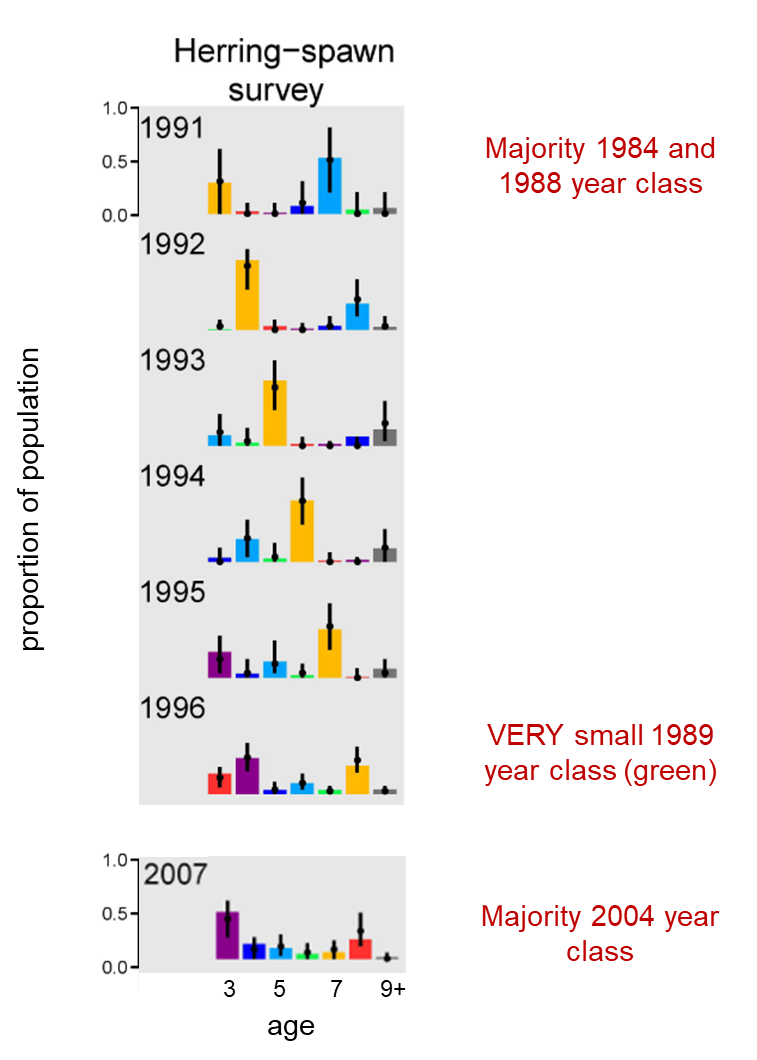 Herring−spawn
survey
1.0
0.5
0.0
1991
Majority 1984 and
1988 year class
1992
1993
1994
1995
1996
VERY small 1989
year class (green)
proportion of population
1.0
0.5
0.0
2007
Majority 2004 year
class
3 5 7 9+
age